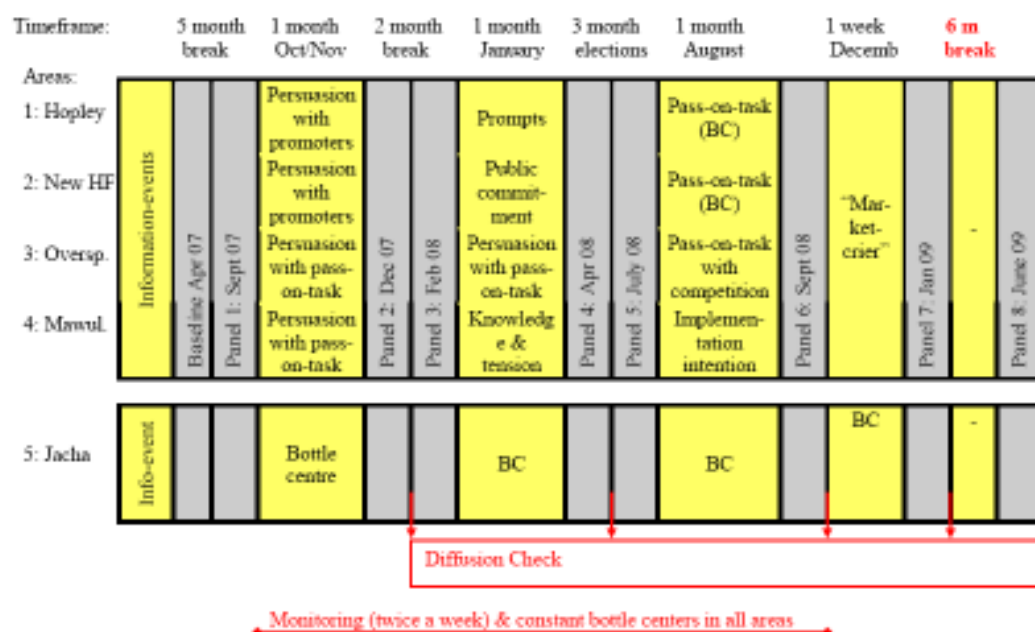 Timeframe: 5 month 1 month 2 month 1 month 3 month 1 month 1 week 6 m
break Oct/Nov break January elections August Decemb break
Areas:
1: Hopley
2: New HF
3: Oversp.
4: Mawul.
Information-events
Baseline Apr 07
Panel 1: Sept 07
Persuasion
with
promoters
Persuasion
with
promoters
Persuasion
with pass-
on-task
Persuasion
with pass-
on-task
Panel 2: Dec 07
Panel 3: Feb 08
Prompts
Public
commit-
ment
Persuasion
with pass-
on-task
Knowledg
e &
tension
Panel 4: Apr 08
Panel 5: July 08
Pass-on-task
(BC)
Pass-on-task
(BC)
Pass-on-task
with
competition
Implemen-
tation
intention
Panel 6: Sept 08
"Mar-
ket-
crier"
Panel 7: Jan 09
-
Panel 8: June 09
5: Jacha
Info-event
Bottle
centre
BC
BC
BC
-
Diffusion Check
Monitoring (twice a week) & constant bottle centers in all areas